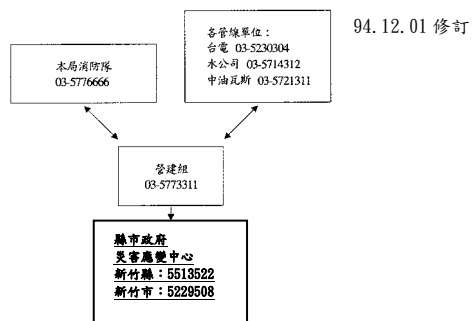 94.12.01 修訂
各管線單位：
台電 03-5230304
水公司 03-5714312
中油瓦斯 03-5721311
本局消防隊
03-5776666
營建組
03-5773311
縣市政府
災害應變中心
新竹縣：5513522
新竹市：5229508